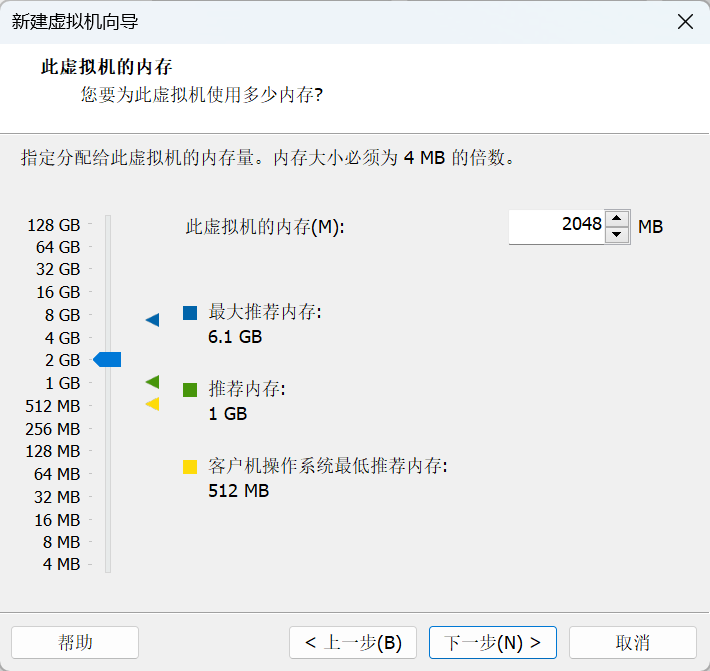 新建虚拟机向导
此虚拟机的内存
您要为此虚拟机使用多少内存?
指定分配给此虚拟机的内存量。内存大小必须为 4 MB 的倍数。
128 GB
64 GB
32 GB
16 GB
8 GB
4 GB
2 GB
1 GB
512 MB
256 MB
128 MB
64 MB
32 MB
16 MB
8 MB
4 MB
此虚拟机的内存(M): 2048 MB
最大推荐内存:
6.1 GB
推荐内存:
1 GB
客户机操作系统最低推荐内存:
512 MB
帮助 < 上一步(B) 下一步(N) > 取消